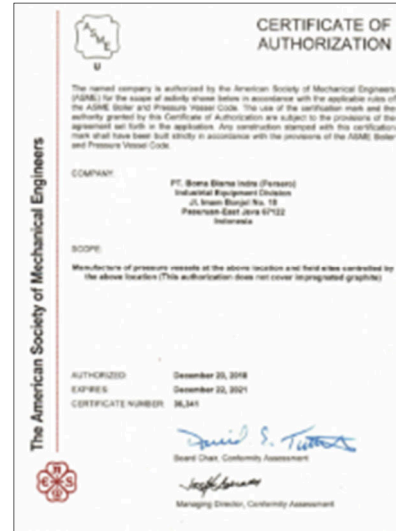 CERTIFICATE OF
AUTHORIZATION
ASME
U
The named company is authorized by the American Society of Mechanical Engineers
(ASME) for the scope of activity shown below in accordance with the applicable rules of
the ASME Boiler and Pressure Vessel Code. The use of the certification mark and the
authority granted by this Certificate of Authorization are subject to the provisions of the
agreement set forth in the application. Any construction stamped with this certification
mark shall have been built strictly in accordance with the provisions of the ASME Boiler
and Pressure Vessel Code.
COMPANY:
PT. Boma Bisma Indra (Persero)
Industrial Equipment Division
Jl. Imam Bonjol No. 18
Pasuruan-East Java 67122
Indonesia
SCOPE:
Manufacture of pressure vessels at the above location and field sites controlled by
the above location (This authorization does not cover impregnated graphite)
AUTHORIZED: December 2018
EXPIRES: December 22, 2021
CERTIFICATE NUMBER: 36,341
Board Chair, Conformity Assessment
Managing Director, Conformity Assessment
The American Society of Mechanical Engineers